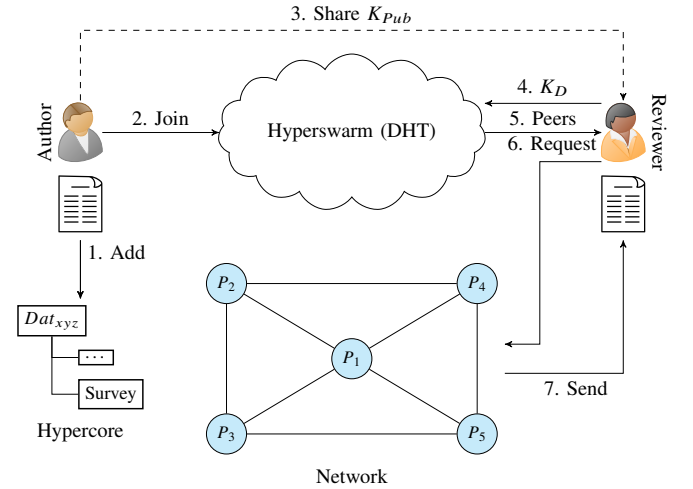 3. Share K_Pub
Author
2. Join
Hyperswarm (DHT)
4. K_D
5. Peers
6. Request
Reviewer
1. Add
Dat_xyz
...
Survey
Hypercore
P_2
P_4
P_1
P_3
P_5
7. Send
Network